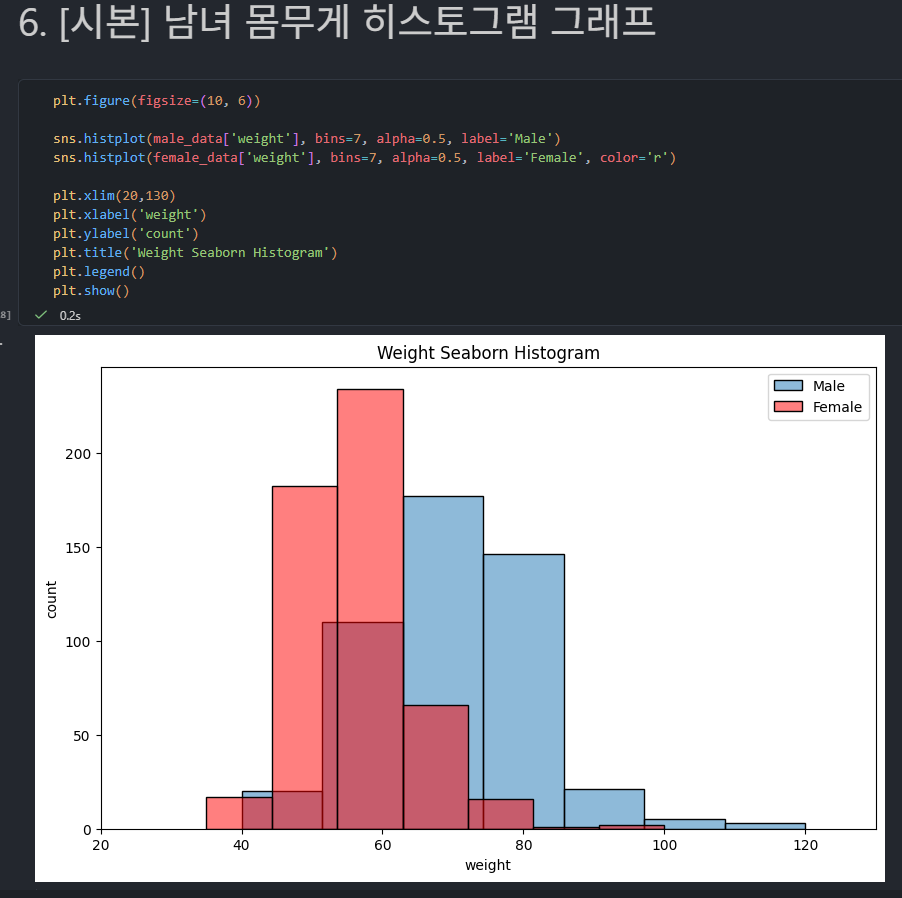 6. [시본] 남녀 몸무게 히스토그램 그래프
plt.figure(figsize=(10, 6))
sns.histplot(male_data['weight'], bins=7, alpha=0.5, label='Male')
sns.histplot(female_data['weight'], bins=7, alpha=0.5, label='Female', color='r')
plt.xlim(20,130)
plt.xlabel('weight')
plt.ylabel('count')
plt.title('Weight Seaborn Histogram')
plt.legend()
plt.show()
8]
0.2s
Weight Seaborn Histogram
Male
Female
200
150
100
50
0
count
20 40 60 80 100 120
weight